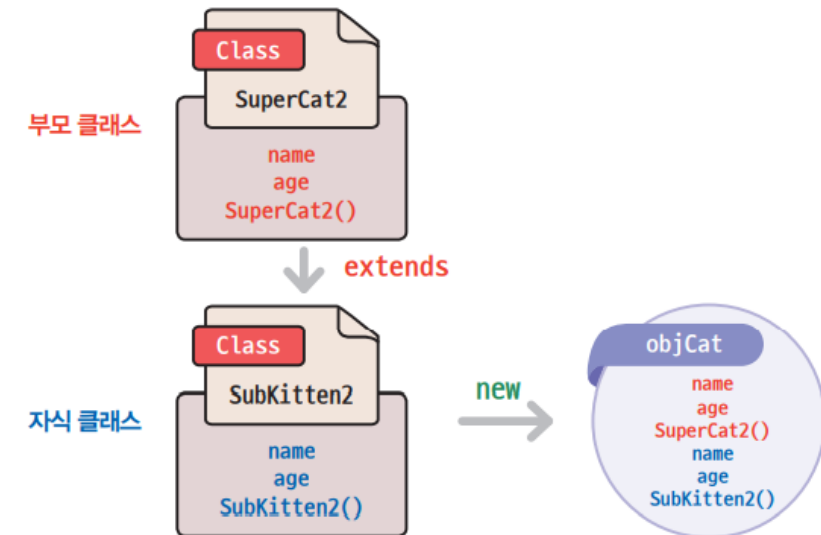 Class
SuperCat2
부모 클래스
name
age
SuperCat2()
extends
Class
SubKitten2
자식 클래스
name
age
SubKitten2()
new
objCat
name
age
SuperCat2()
name
age
SubKitten2()